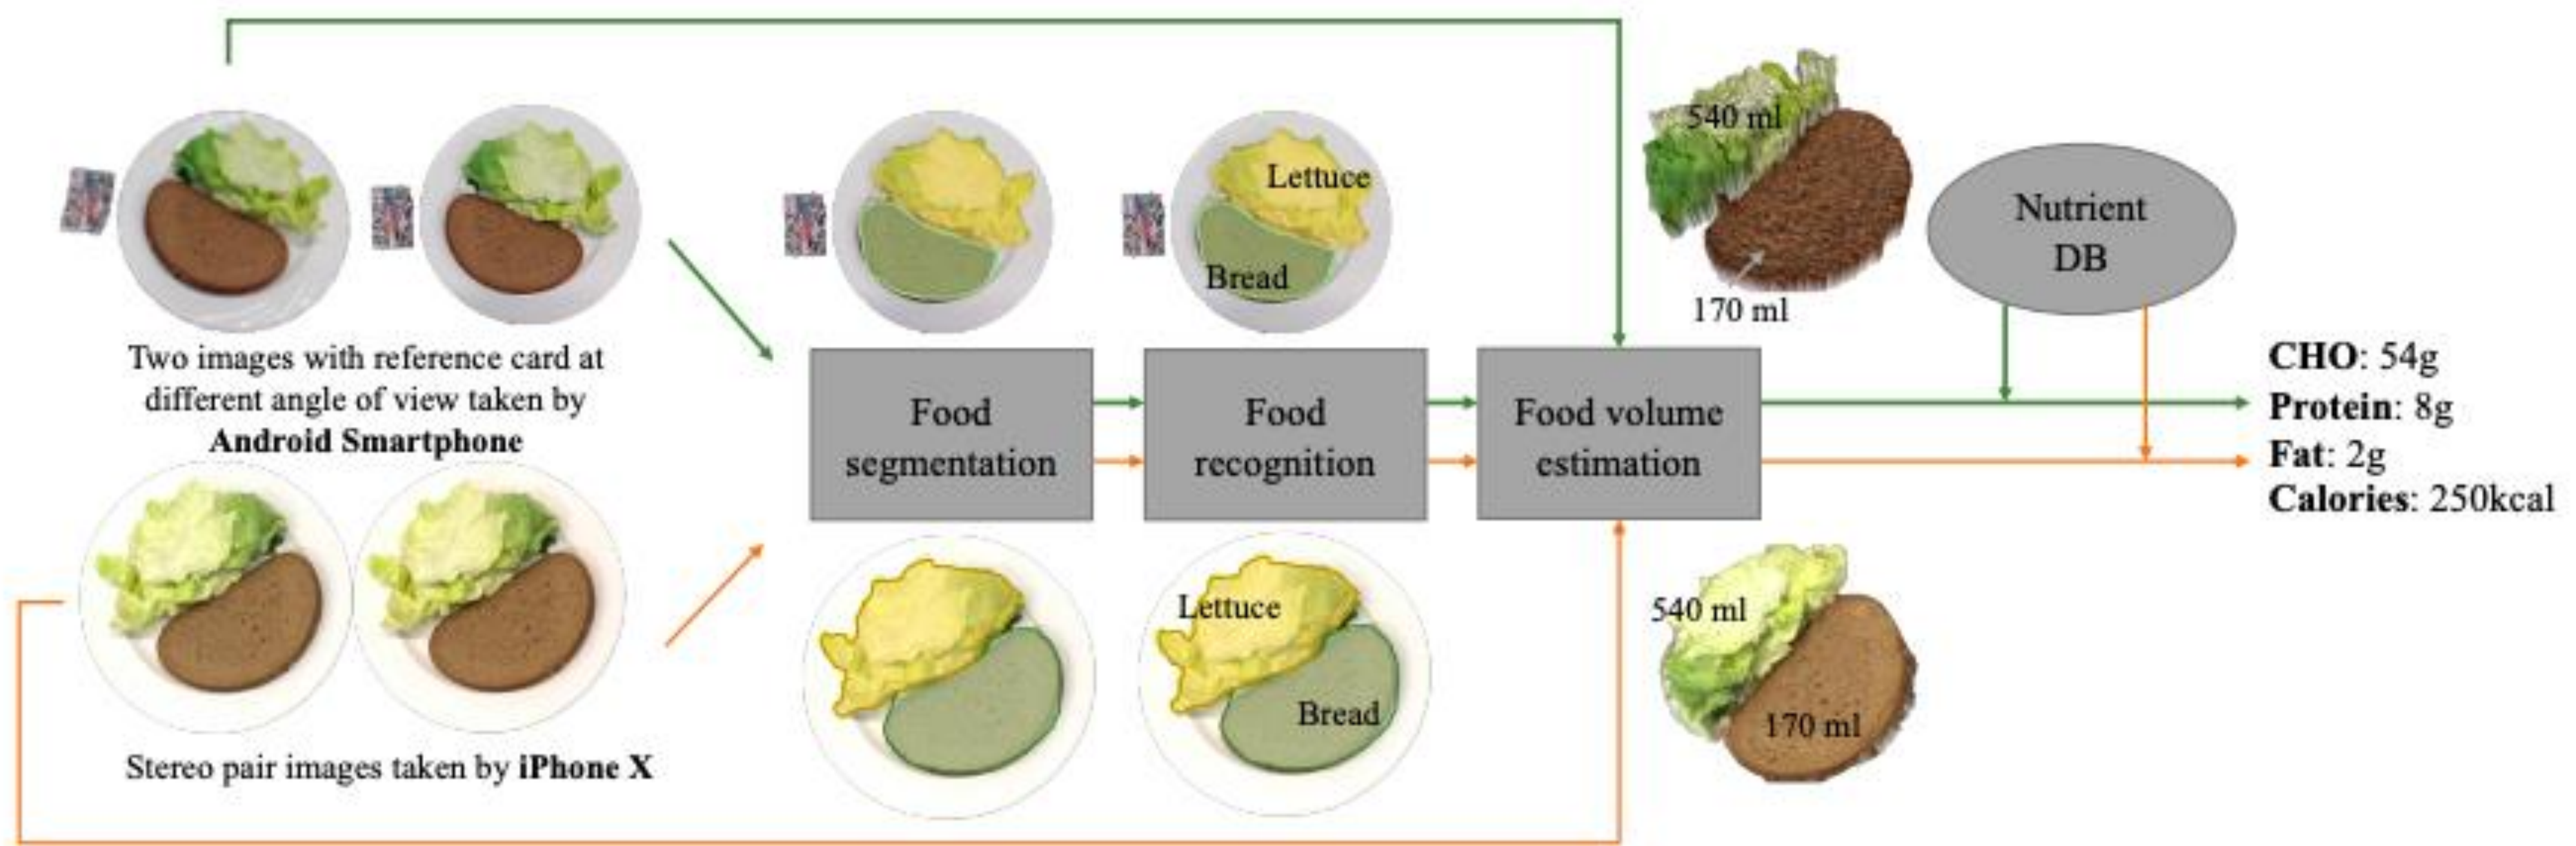 Two images with reference card at
different angle of view taken by
Android Smartphone
Stereo pair images taken by iPhone X
Lettuce
Bread
Food
segmentation
Food
recognition
Food volume
estimation
Lettuce
Bread
540 ml
170 ml
Nutrient
DB
540 ml
170 ml
CHO: 54g
Protein: 8g
Fat: 2g
Calories: 250kcal